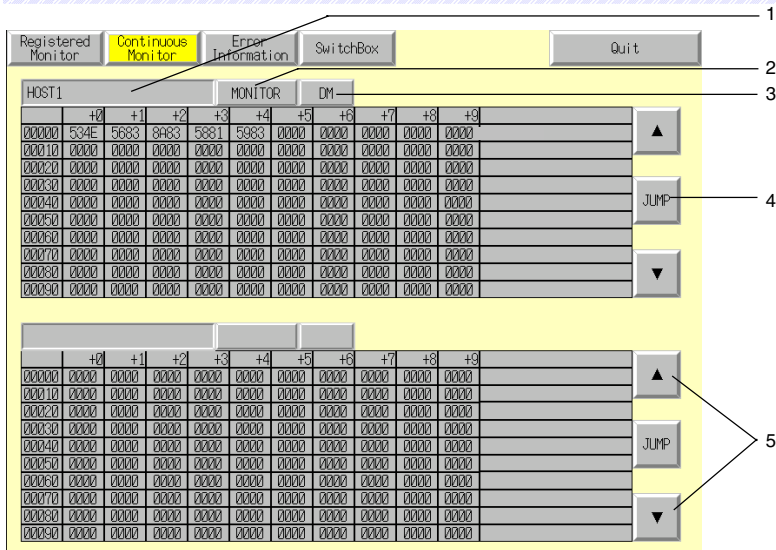 1
Registered Monitor Continuous Monitor Error Information SwitchBox Quit
2
HOST1 MONITOR DM 3
+0 +1 +2 +3 +4 +5 +6 +7 +8 +9
00000 534E 5683 8A83 5881 5983 0000 0000 0000 0000 0000 ▲
00010 0000 0000 0000 0000 0000 0000 0000 0000 0000 0000
00020 0000 0000 0000 0000 0000 0000 0000 0000 0000 0000
00030 0000 0000 0000 0000 0000 0000 0000 0000 0000 0000
00040 0000 0000 0000 0000 0000 0000 0000 0000 0000 0000 JUMP 4
00050 0000 0000 0000 0000 0000 0000 0000 0000 0000 0000
00060 0000 0000 0000 0000 0000 0000 0000 0000 0000 0000
00070 0000 0000 0000 0000 0000 0000 0000 0000 0000 0000
00080 0000 0000 0000 0000 0000 0000 0000 0000 0000 0000 ▼
00090 0000 0000 0000 0000 0000 0000 0000 0000 0000 0000
+0 +1 +2 +3 +4 +5 +6 +7 +8 +9
00000 0000 0000 0000 0000 0000 0000 0000 0000 0000 0000 ▲
00010 0000 0000 0000 0000 0000 0000 0000 0000 0000 0000
00020 0000 0000 0000 0000 0000 0000 0000 0000 0000 0000
00030 0000 0000 0000 0000 0000 0000 0000 0000 0000 0000
00040 0000 0000 0000 0000 0000 0000 0000 0000 0000 0000 JUMP 5
00050 0000 0000 0000 0000 0000 0000 0000 0000 0000 0000
00060 0000 0000 0000 0000 0000 0000 0000 0000 0000 0000
00070 0000 0000 0000 0000 0000 0000 0000 0000 0000 0000
00080 0000 0000 0000 0000 0000 0000 0000 0000 0000 0000 ▼
00090 0000 0000 0000 0000 0000 0000 0000 0000 0000 0000